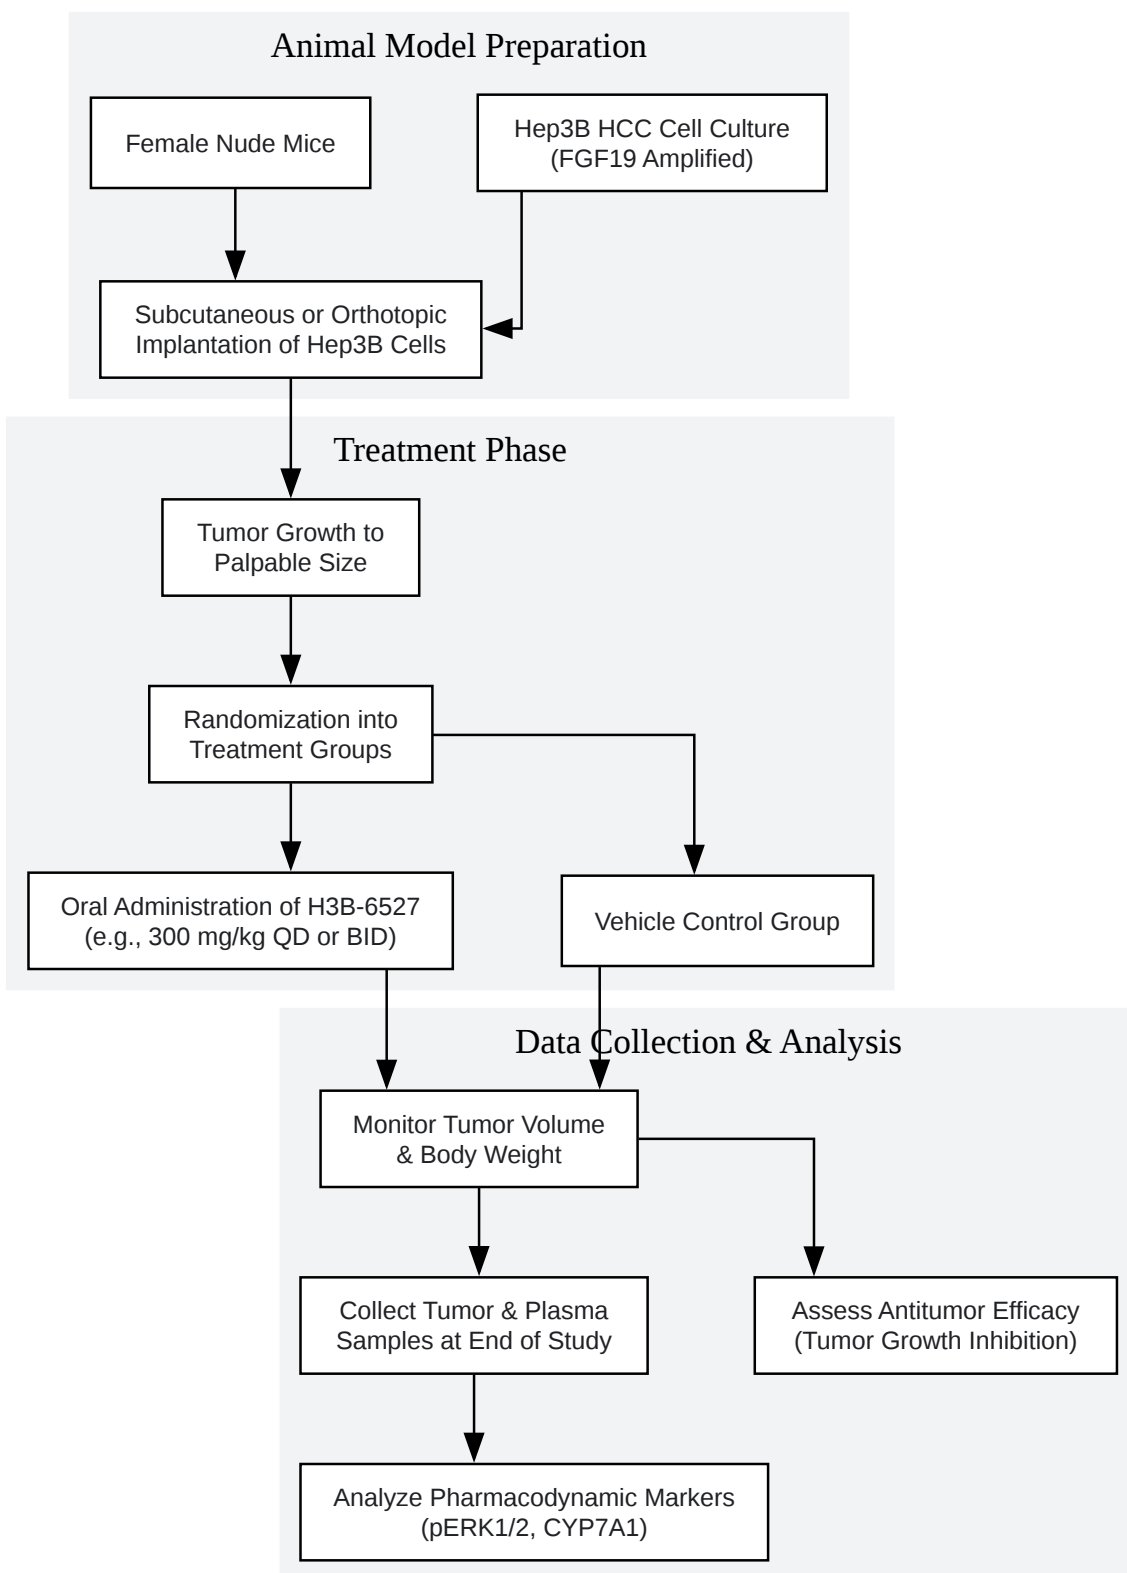 Animal Model Preparation
Female Nude Mice
Hep3B HCC Cell Culture
(FGF19 Amplified)
Subcutaneous or Orthotopic
Implantation of Hep3B Cells
Treatment Phase
Tumor Growth to
Palpable Size
Randomization into
Treatment Groups
Oral Administration of H3B-6527
(e.g., 300 mg/kg QD or BID)
Vehicle Control Group
Data Collection & Analysis
Monitor Tumor Volume
& Body Weight
Collect Tumor & Plasma
Samples at End of Study
Assess Antitumor Efficacy
(Tumor Growth Inhibition)
Analyze Pharmacodynamic Markers
(pERK1/2, CYP7A1)